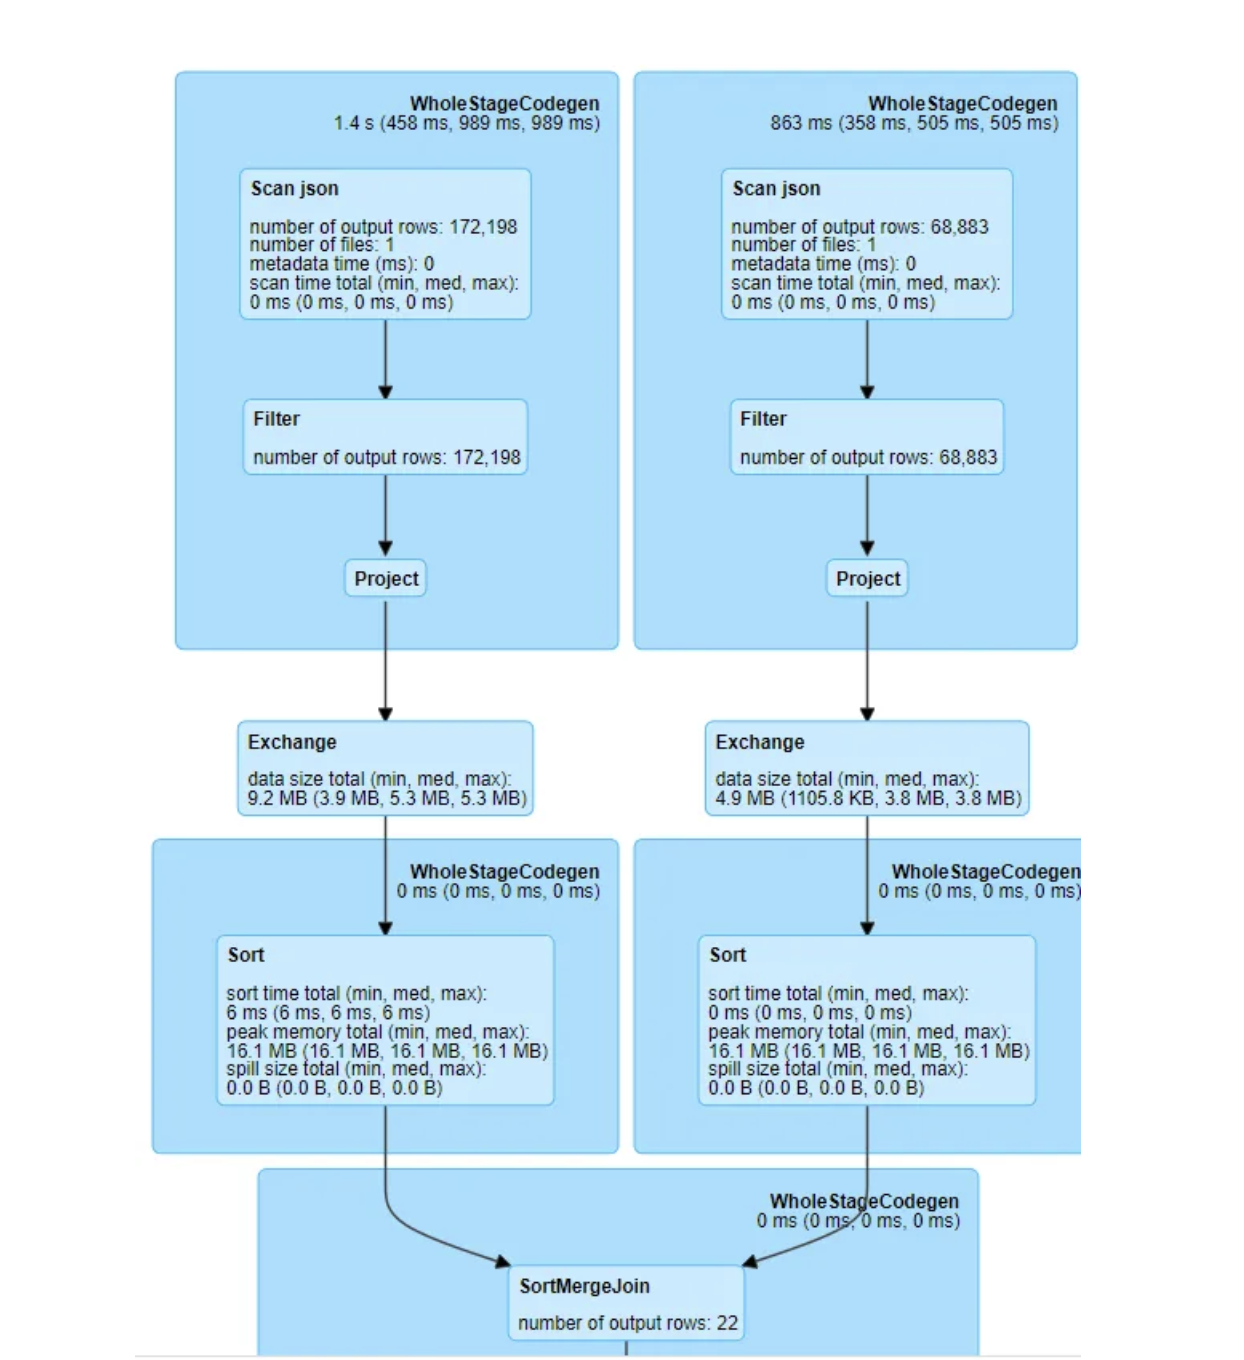 WholeStageCodegen
1.4 s (458 ms, 989 ms, 989 ms)
Scan json
number of output rows: 172,198
number of files: 1
metadata time (ms): 0
scan time total (min, med, max):
0 ms (0 ms, 0 ms, 0 ms)
Filter
number of output rows: 172,198
Project
WholeStageCodegen
863 ms (358 ms, 505 ms, 505 ms)
Scan json
number of output rows: 68,883
number of files: 1
metadata time (ms): 0
scan time total (min, med, max):
0 ms (0 ms, 0 ms, 0 ms)
Filter
number of output rows: 68,883
Project
Exchange
data size total (min, med, max):
9.2 MB (3.9 MB, 5.3 MB, 5.3 MB)
Exchange
data size total (min, med, max):
4.9 MB (1105.8 KB, 3.8 MB, 3.8 MB)
WholeStageCodegen
0 ms (0 ms, 0 ms, 0 ms)
Sort
sort time total (min, med, max):
6 ms (6 ms, 6 ms, 6 ms)
peak memory total (min, med, max):
16.1 MB (16.1 MB, 16.1 MB, 16.1 MB)
spill size total (min, med, max):
0.0 B (0.0 B, 0.0 B, 0.0 B)
WholeStageCodegen
0 ms (0 ms, 0 ms, 0 ms)
Sort
sort time total (min, med, max):
0 ms (0 ms, 0 ms, 0 ms)
peak memory total (min, med, max):
16.1 MB (16.1 MB, 16.1 MB, 16.1 MB)
spill size total (min, med, max):
0.0 B (0.0 B, 0.0 B, 0.0 B)
WholeStageCodegen
0 ms (0 ms, 0 ms, 0 ms)
SortMergeJoin
number of output rows: 22